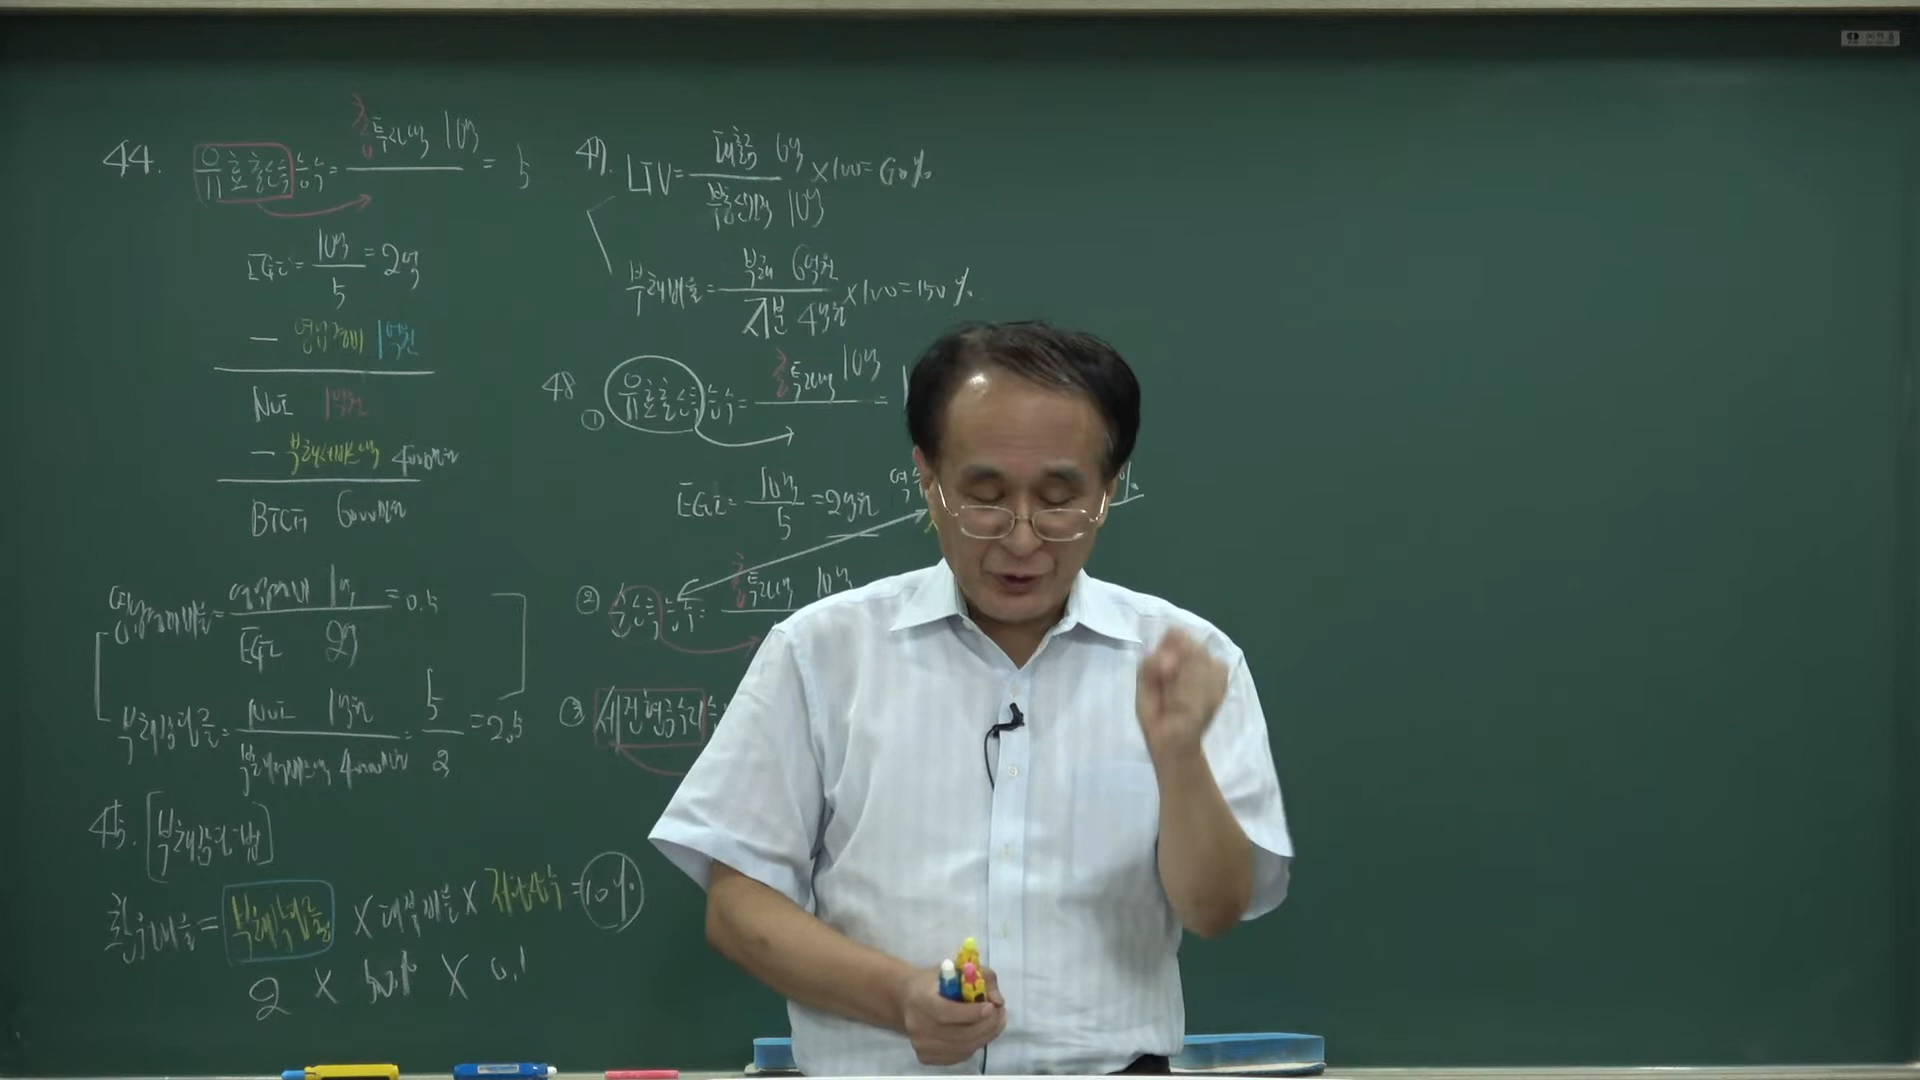 44. 유효총소득승수 = 총투자액 10억 / = 5
EGI = 10억 / 5 = 2억
― 영업경비 1억원
NOI 1억원
― 부채서비스액 4000만원
BTCF 6000만원
영업경비비율 = 영업경비 1억 / EGI 2억 = 0.5
부채감당률 = NOI 1억원 / 부채서비스액 4000만원 = 5 / 2 = 2.5
45. [부채감당법]
환원이율 = 부채감당률 X 대출비율 X 저당상수 = 10%
2 X 50% X 0.1
47. LTV = 대출 6억 / 부동산가격 10억 X100 = 60%
부채비율 = 부채 6억원 / 지분 4억원 X100 = 150%
48
① 유효총소득승수 = 총투자액 10억 / =
EGI = 10억 / 5 = 2억원
② 순소득승수 = 총투자액 10억
③ 세전현금수지승